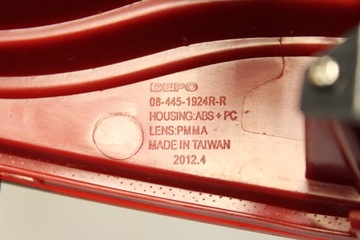 DEPO
08-445-1924R-R
HOUSING:ABS + PC
LENS:PMMA
MADE IN TAIWAN
2012.4